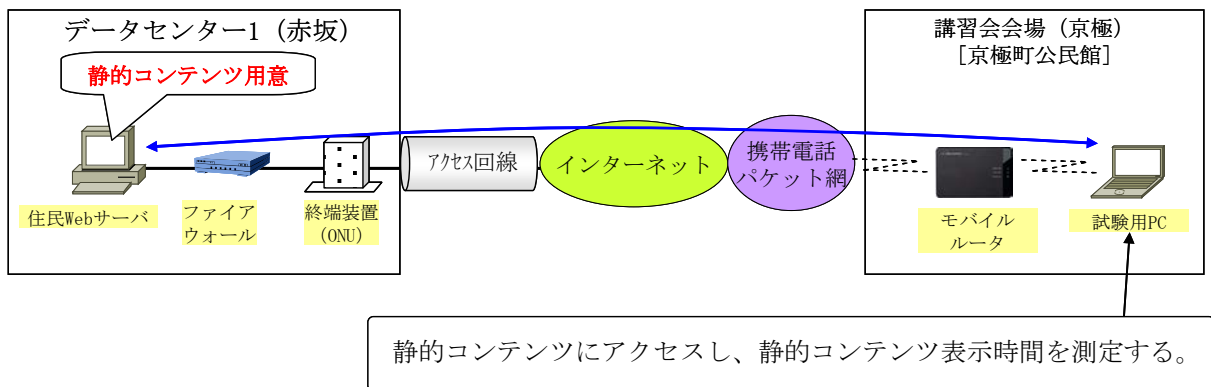 データセンター1（赤坂）
静的コンテンツ用意
住民Webサーバ
ファイア
ウォール
終端装置
（ONU）
ｱｸｾｽ回線
インターネット
携帯電話
パケット網
講習会会場（京極）
［京極町公民館］
モバイル
ルータ
試験用PC
静的コンテンツにアクセスし、静的コンテンツ表示時間を測定する。